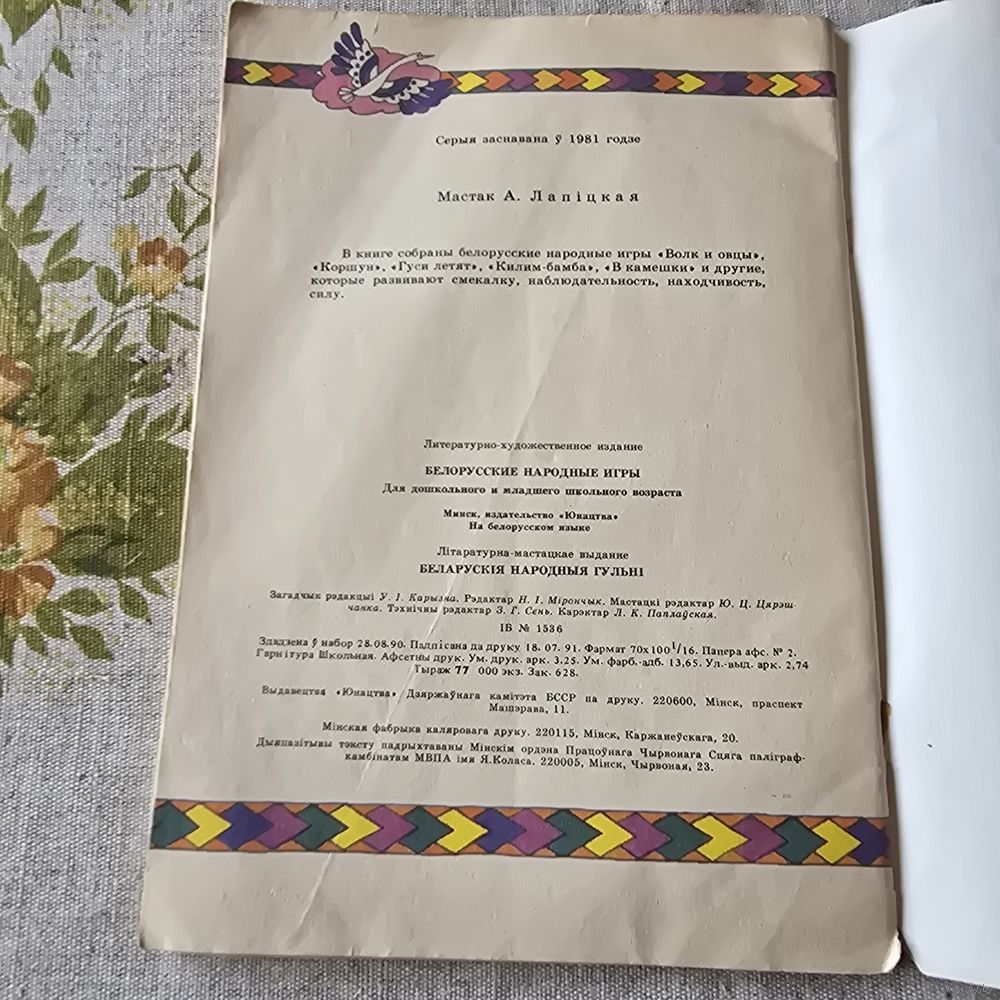 Серыя заснавана ў 1981 годзе
Мастак А. Лапіцкая
В книге собраны белорусские народные игры «Волк и овцы»,
«Коршун», «Гуси летят», «Килим-бамба», «В камешки» и другие,
которые развивают смекалку, наблюдательность, находчивость,
силу.
Литературно-художественное издание
БЕЛОРУССКИЕ НАРОДНЫЕ ИГРЫ
Для дошкольного и младшего школьного возраста
Минск, издательство «Юнацтва»
На белорусском языке
Літаратурна-мастацкае выданне
БЕЛАРУСКІЯ НАРОДНЫЯ ГУЛЬНІ
Загадчык рэдакцыі У. І. Карызна. Рэдактар Н. І. Мірончык. Мастацкі рэдактар Ю. Ц. Цярэш-
чанка. Тэхнічны рэдактар З. Г. Сень. Карэктар Л. К. Паплаўская.
ІБ № 1536
Здадзена ў набор 28.08.90. Падпісана да друку 18. 07. 91. Фармат 70х100 1/16. Папера афс. № 2.
Гарнітура Школьная. Афсетны друк. Ум. друк. арк. 3,25. Ум. фарб.-адб. 13,65. Ул.-выд. арк. 2,74
Тыраж 77 000 экз. Зак. 628.
Выдавецтва «Юнацтва» Дзяржаўнага камітэта БССР па друку. 220600, Мінск, праспект
Машэрава, 11.
Мінская фабрыка каляровага друку. 220115, Мінск, Каржанеўскага, 20.
Дыяпазітывы тэксту падрыхтаваны Мінскім ордэна Працоўнага Чырвонага Сцяга паліграф-
камбінатам МВПА імя Я.Коласа. 220005, Мінск, Чырвоная, 23.